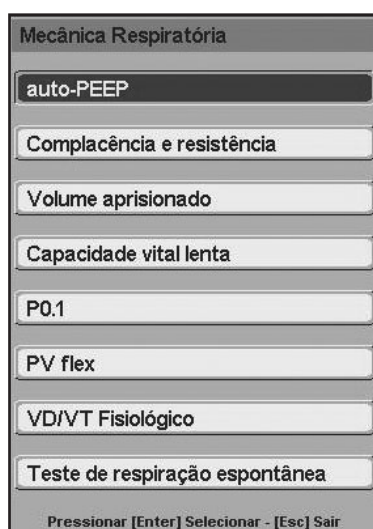 Mecânica Respiratória
auto-PEEP
Complacência e resistência
Volume aprisionado
Capacidade vital lenta
P0.1
PV flex
VD/VT Fisiológico
Teste de respiração espontânea
Pressionar [Enter] Selecionar - [Esc] Sair